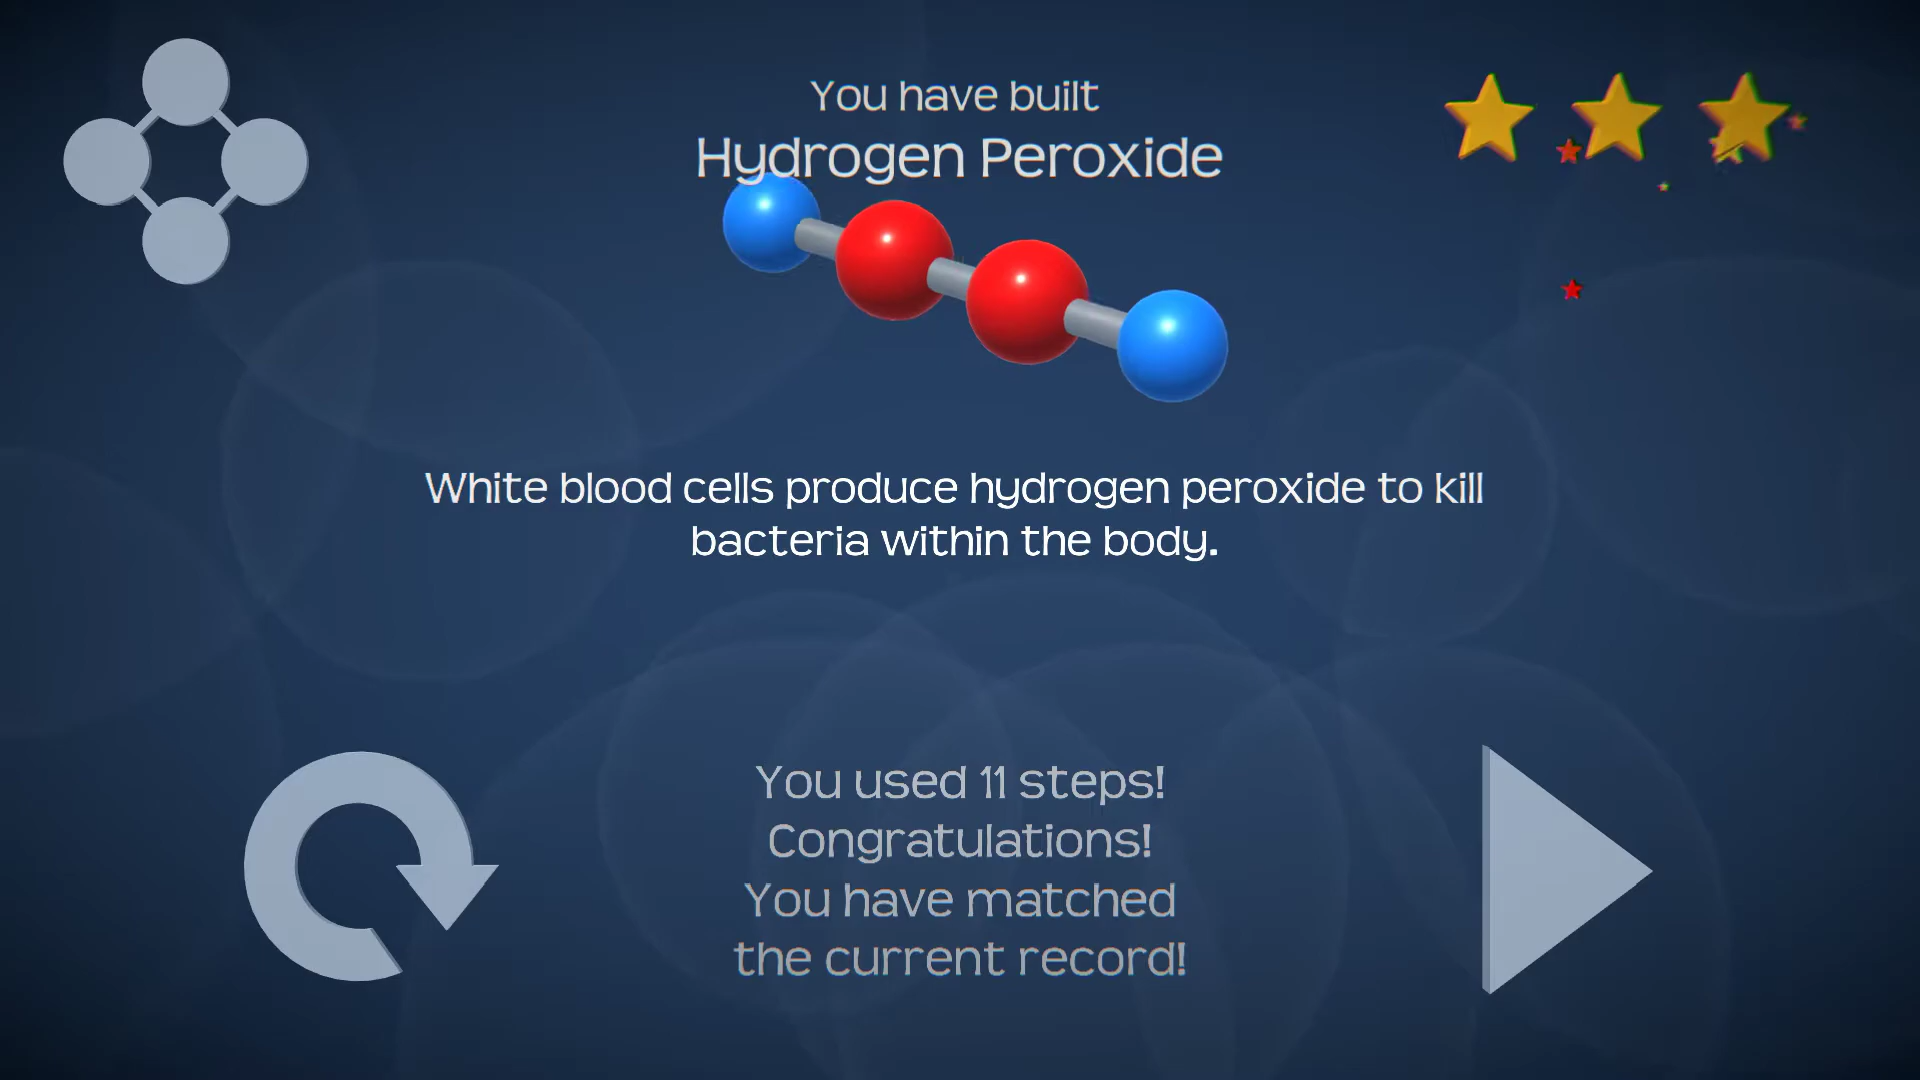 You have built
Hydrogen Peroxide
White blood cells produce hydrogen peroxide to kill
bacteria within the body.
You used 11 steps!
Congratulations!
You have matched
the current record!